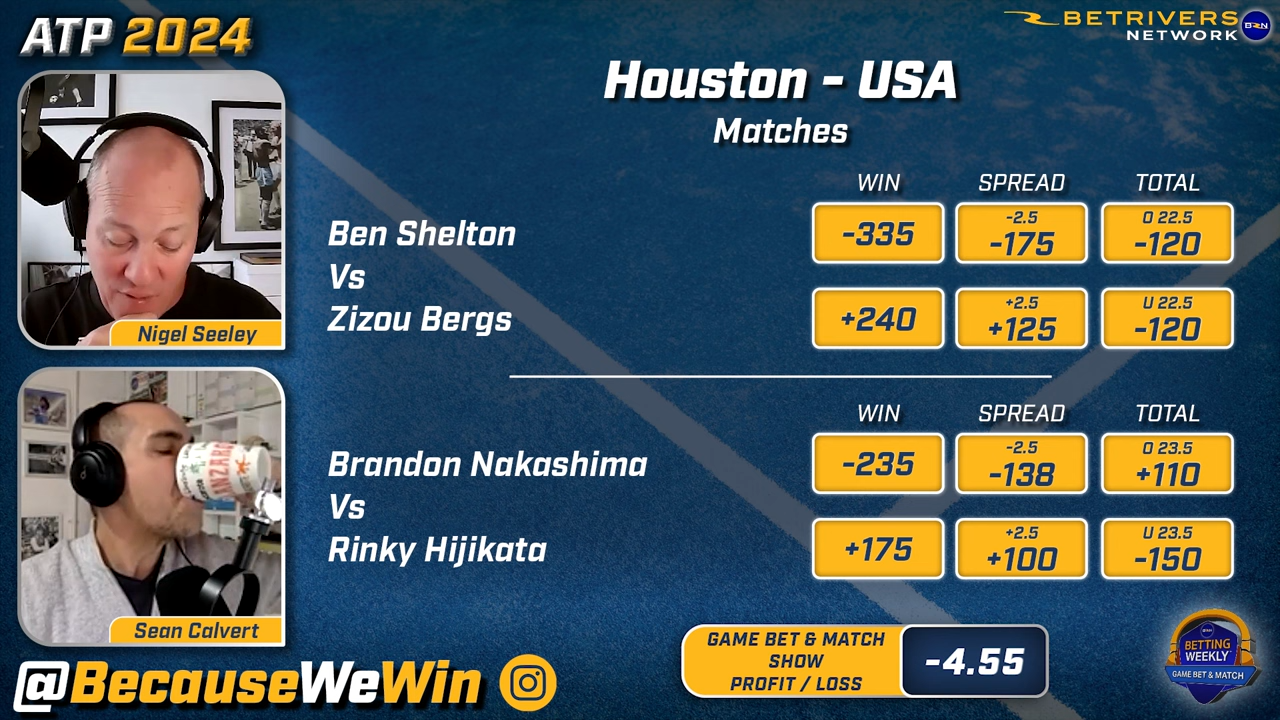 ATP 2024
BETRIVERS
NETWORK
BRN
Houston - USA
Matches
WIN SPREAD TOTAL
Ben Shelton
Vs
Zizou Bergs
-335
-2.5
-175
O 22.5
-120
+240
+2.5
+125
U 22.5
-120
Nigel Seeley
WIN SPREAD TOTAL
Brandon Nakashima
Vs
Rinky Hijikata
-235
-2.5
-138
O 23.5
+110
+175
+2.5
+100
U 23.5
-150
Sean Calvert
GAME BET & MATCH
SHOW
PROFIT / LOSS
-4.55
BETTING
WEEKLY
GAME BET & MATCH
@BecauseWeWin